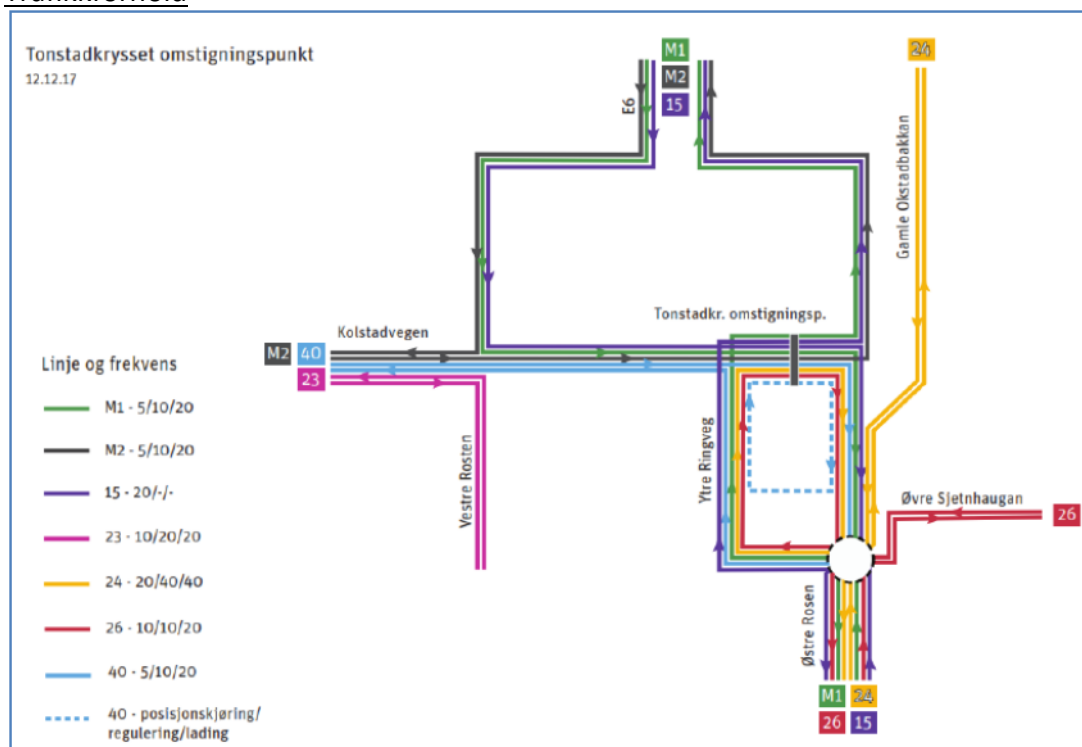 Tonstadkrysset omstigningspunkt
12.12.17
M1
M2
15
24
E6
Gamle Okstadbakkan
Tonstadkr. omstigningsp.
Kolstadvegen
M2 40
23
Linje og frekvens
M1 - 5/10/20
M2 - 5/10/20
15 - 20/-/-
23 - 10/20/20
24 - 20/40/40
26 - 10/10/20
40 - 5/10/20
40 - posisjonskjøring/
regulering/lading
Vestre Rosten
Ytre Ringveg
Øvre Sjetnhaugan
26
Østre Rosen
M1 24
26 15